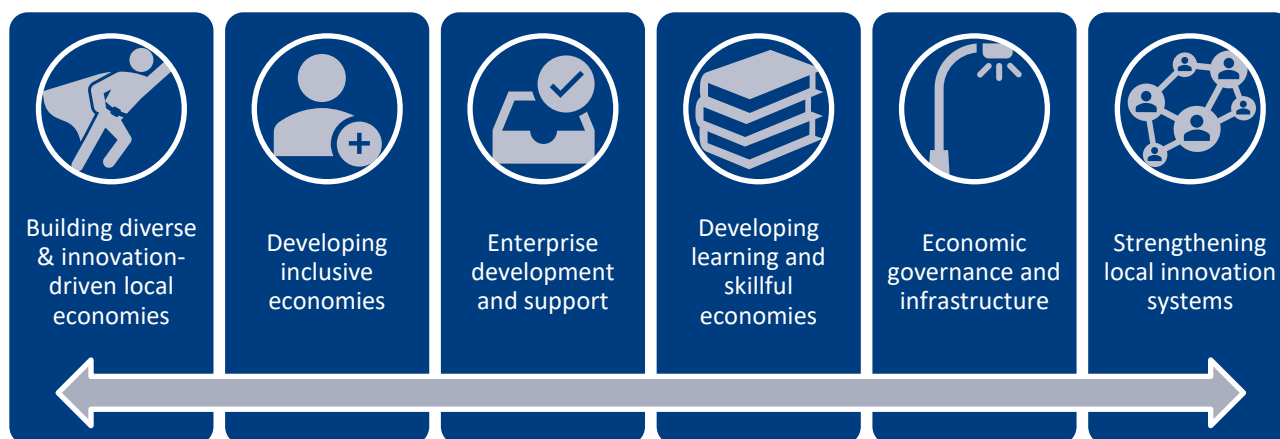 Building diverse
& innovation-
driven local
economies
Developing
inclusive
economies
Enterprise
development
and support
Developing
learning and
skillful
economies
Economic
governance and
infrastructure
Strengthening
local innovation
systems